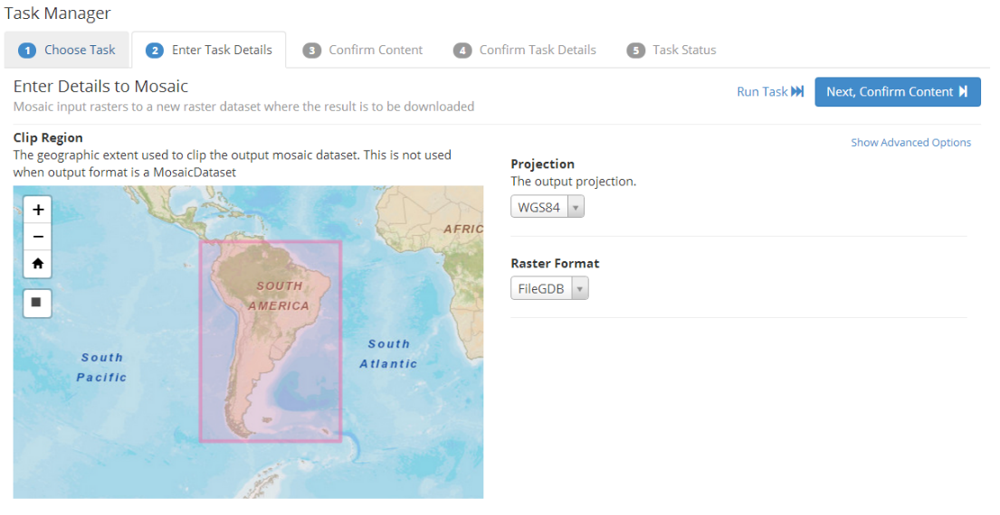 Task Manager
1 Choose Task
2 Enter Task Details
3 Confirm Content
4 Confirm Task Details
5 Task Status
Enter Details to Mosaic
Mosaic input rasters to a new raster dataset where the result is to be downloaded
Run Task
Next, Confirm Content
Clip Region
The geographic extent used to clip the output mosaic dataset. This is not used
when output format is a MosaicDataset
Show Advanced Options
Projection
The output projection.
WGS84
Raster Format
FileGDB
+
−
AFRIC
SOUTH
AMERICA
South
Pacific
South
Atlantic